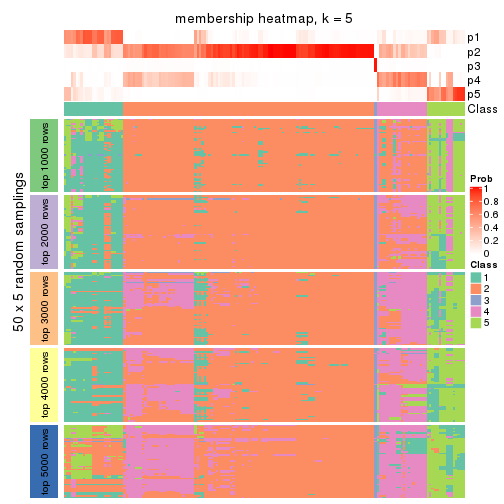 membership heatmap, k = 5
p1
p2
p3
p4
p5
Class
50 x 5 random samplings
top 1000 rows
top 2000 rows
top 3000 rows
top 4000 rows
top 5000 rows
Prob
1
0.8
0.6
0.4
0.2
0
Class
1
2
3
4
5